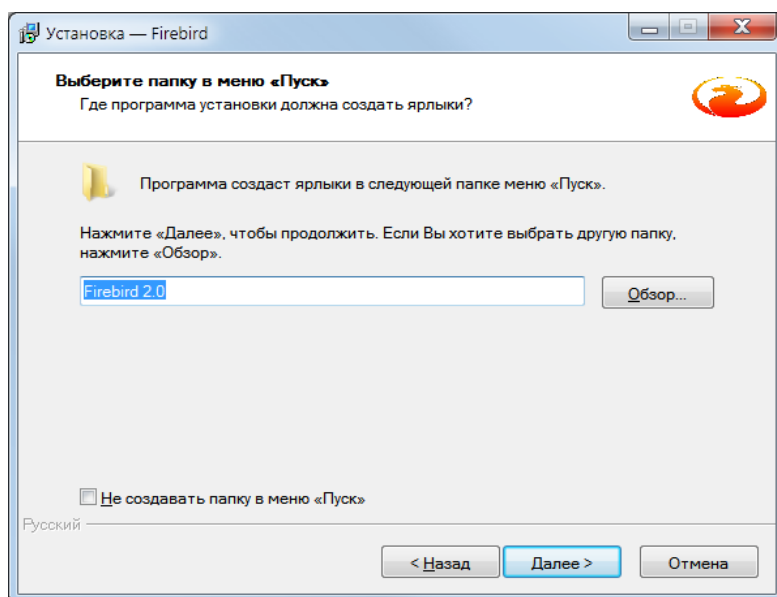 Установка — Firebird
Выберите папку в меню «Пуск»
Где программа установки должна создать ярлыки?
Программа создаст ярлыки в следующей папке меню «Пуск».
Нажмите «Далее», чтобы продолжить. Если Вы хотите выбрать другую папку,
нажмите «Обзор».
Firebird 2.0
Обзор...
Не создавать папку в меню «Пуск»
Русский
< Назад
Далее >
Отмена